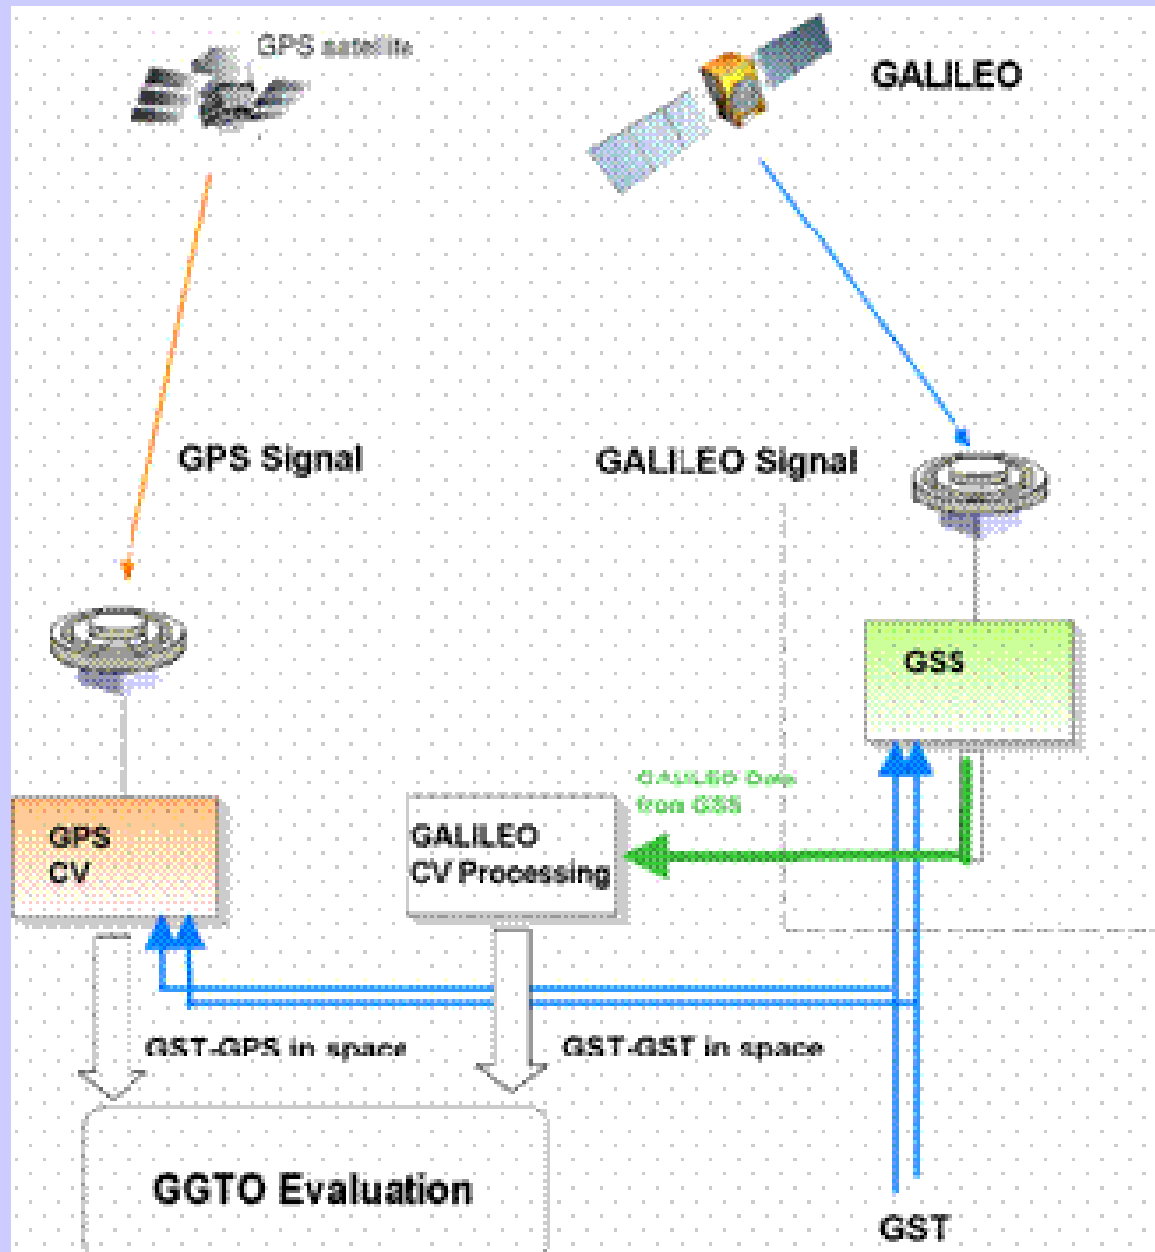 GPS satellite
GALILEO
GPS Signal
GALILEO Signal
GSS
GALILEO Data
from GSS
GPS
CV
GALILEO
CV Processing
GST-GPS in space
GST-GST in space
GGTO Evaluation
GST